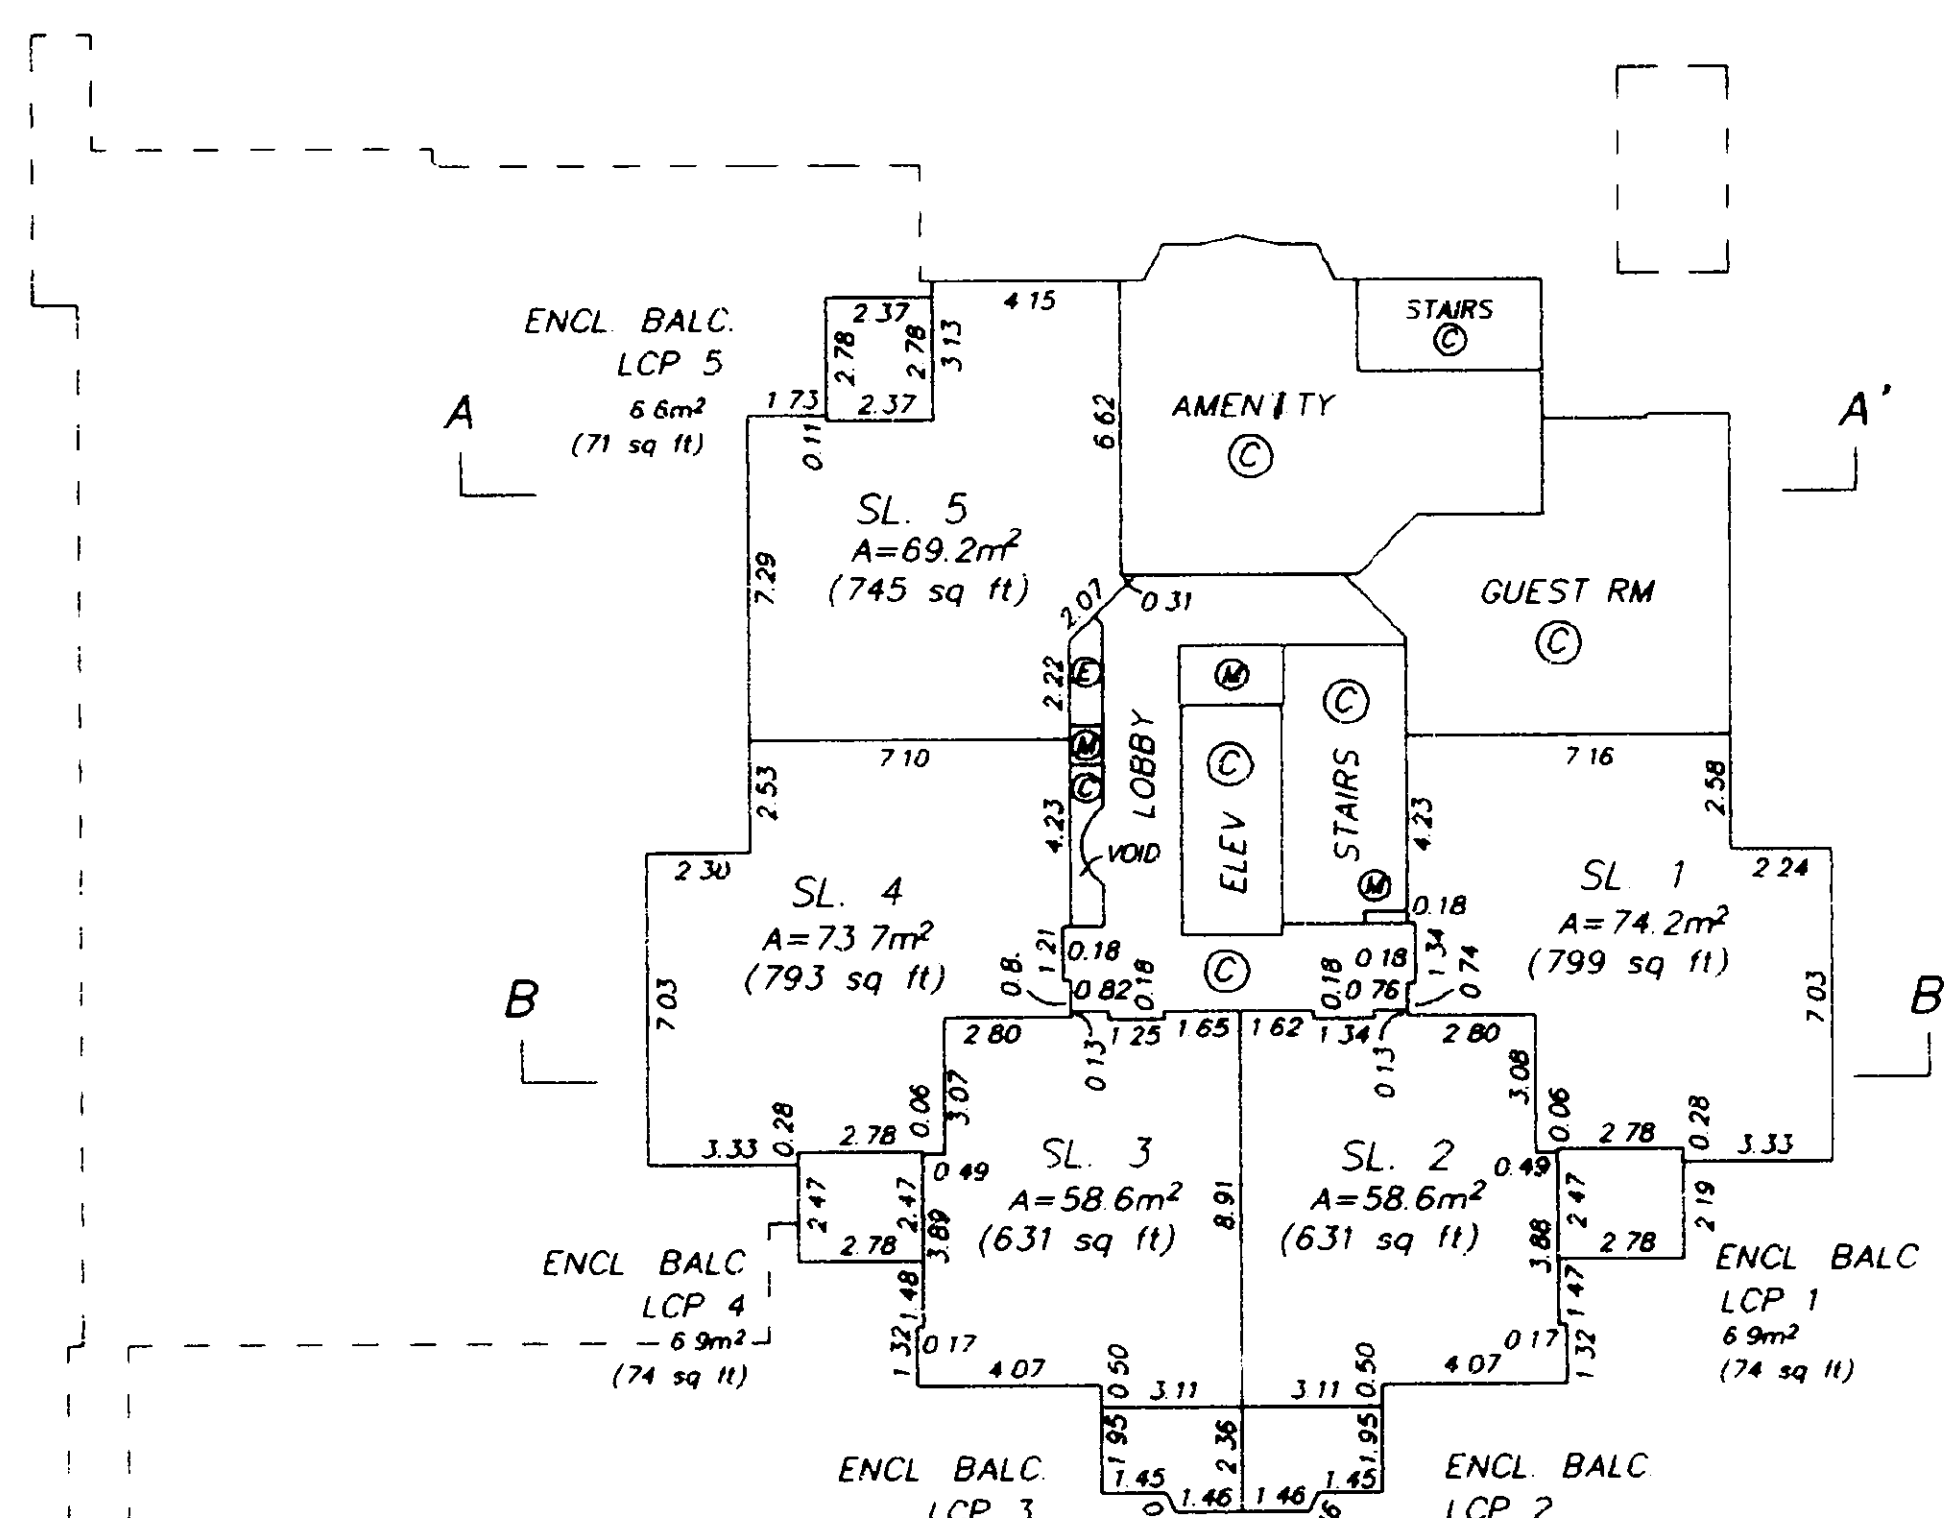 ENCL. BALC.
LCP 5
6 6m²
(71 sq ft)
2.37
2.78
2.78
3 13
2.37
1 73
0.11
4 15
STAIRS
C
AMENITY
C
6.62
A
A'
SL. 5
A=69.2m²
(745 sq ft)
7.29
2.07
0 31
GUEST RM
C
E
2.22
M
M
C
7 10
7 16
2.53
2.58
C
LOBBY
C
ELEV
STAIRS
M
4.23
4.23
VOID
2 30
2 24
SL. 4
A=73 7m²
(793 sq ft)
SL 1
A=74.2m²
(799 sq ft)
0.18
1 21
0.18
0.8.
0 82
0.18
C
0.18
0 18
0 76
1 34
0 74
B
B
7 03
7 03
2 80
0 13
1 25
1.65
1 62
1 34
0 13
2 80
3.07
0.06
3.08
0.06
0.28
2.78
3.33
0 49
SL. 3
A=58.6m²
(631 sq ft)
8.91
SL. 2
A=58.6m²
(631 sq ft)
0.49
2.78
0.28
3.33
2 47
2.47
3.89
2.78
2 47
3.88
2 78
2 19
ENCL BALC
LCP 4
6 9m²
(74 sq ft)
ENCL BALC
LCP 1
6 9m²
(74 sq ft)
1.48
1.32
0 17
4 07
0 50
3.11
3 11
0.50
4 07
0 17
1 47
1 32
1 95
2 36
1.95
1.45
1.46
1 46
1 45
ENCL BALC.
LCP 3
ENCL. BALC
LCP 2